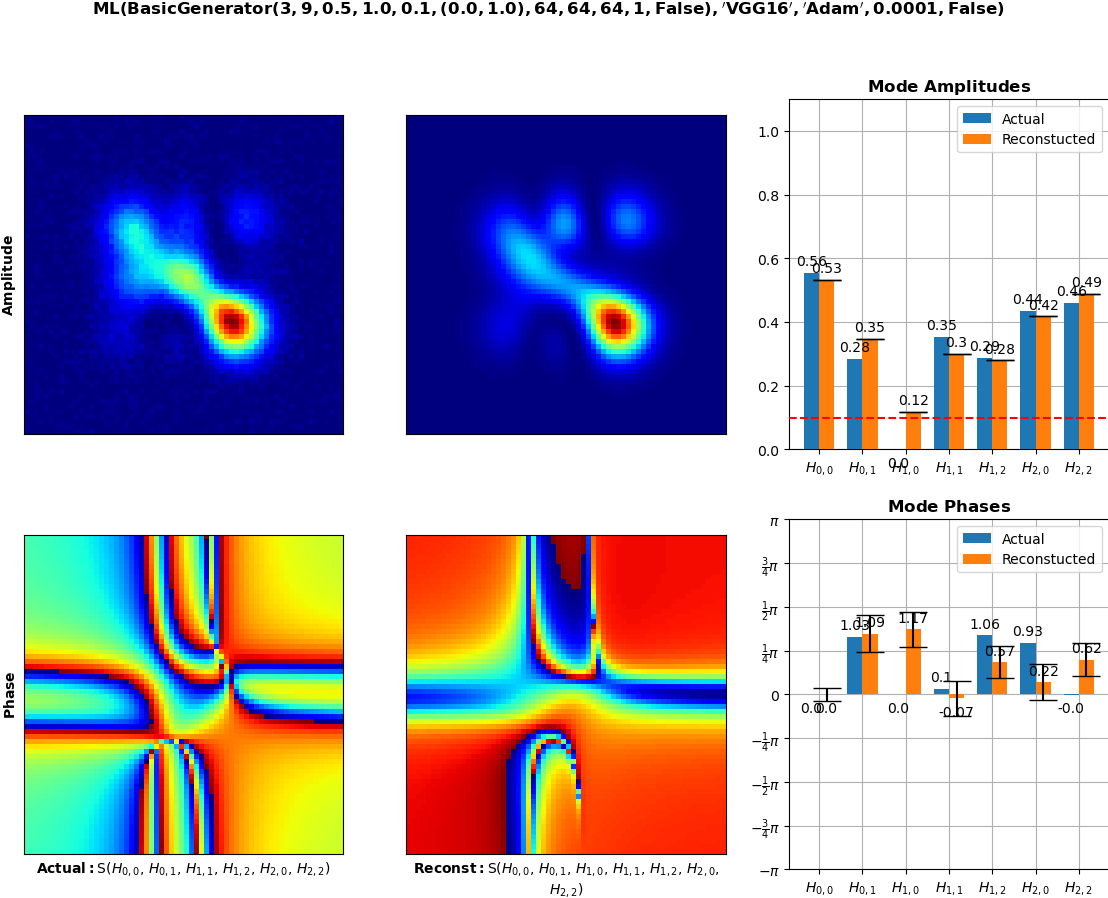 ML(BasicGenerator(3, 9, 0.5, 1.0, 0.1, (0.0, 1.0), 64, 64, 64, 1, False), ′VGG16′, ′Adam′, 0.0001, False)
Amplitude
Mode Amplitudes
Actual
Reconstucted
1.0
0.8
0.6
0.4
0.2
0.0
0.56
0.53
0.28
0.35
0.0
0.12
0.35
0.3
0.29
0.28
0.44
0.42
0.46
0.49
H0,0 H0,1 H1,0 H1,1 H1,2 H2,0 H2,2
Phase
Actual: S(H0,0, H0,1, H1,1, H1,2, H2,0, H2,2)
Reconst: S(H0,0, H0,1, H1,0, H1,1, H1,2, H2,0,
H2,2)
Mode Phases
Actual
Reconstucted
π
3/4π
1/2π
1/4π
0
−1/4π
−1/2π
−3/4π
−π
0.0
0.0
1.03
1.09
0.0
1.17
0.1
-0.07
1.06
0.57
0.93
0.22
-0.0
0.62
H0,0 H0,1 H1,0 H1,1 H1,2 H2,0 H2,2